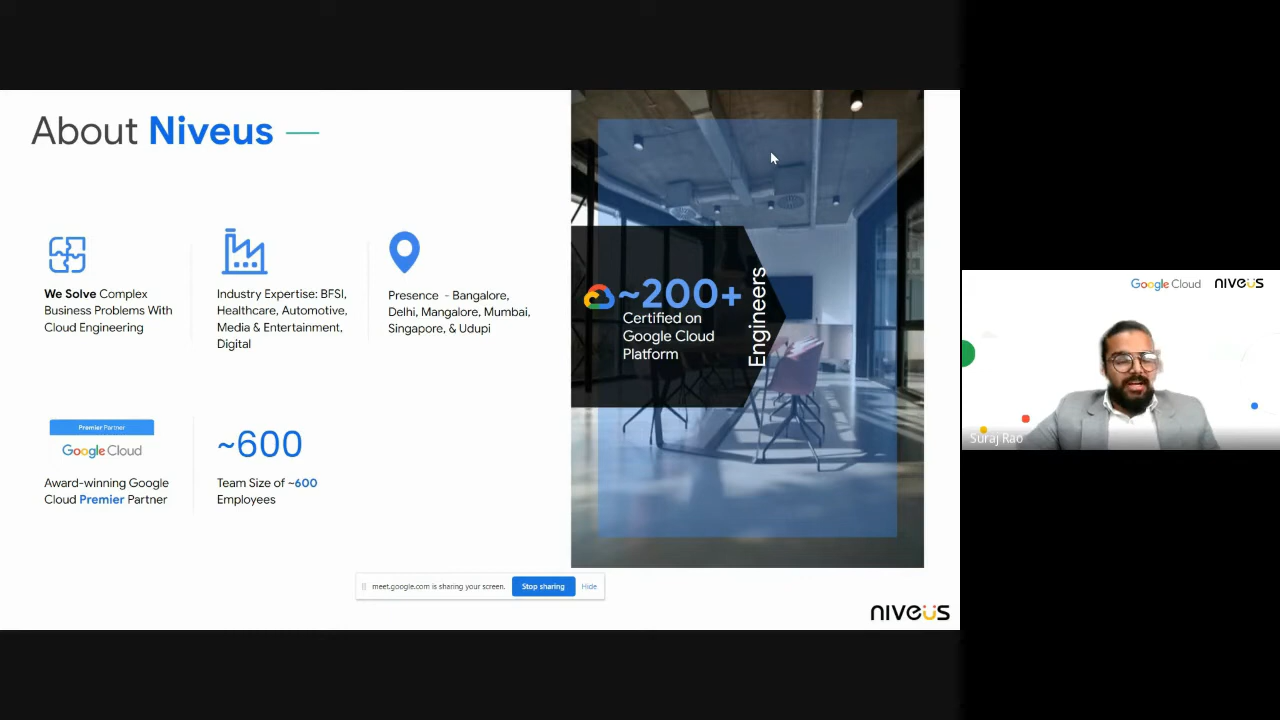 About Niveus
We Solve Complex
Business Problems With
Cloud Engineering
Industry Expertise: BFSI,
Healthcare, Automotive,
Media & Entertainment,
Digital
Presence - Bangalore,
Delhi, Mangalore, Mumbai,
Singapore, & Udupi
Premier Partner
Google Cloud
Award-winning Google
Cloud Premier Partner
~600
Team Size of ~600
Employees
~200+
Certified on
Google Cloud
Platform
Engineers
meet.google.com is sharing your screen.
Stop sharing
Hide
niveus
Google Cloud
niveus
Suraj Rao